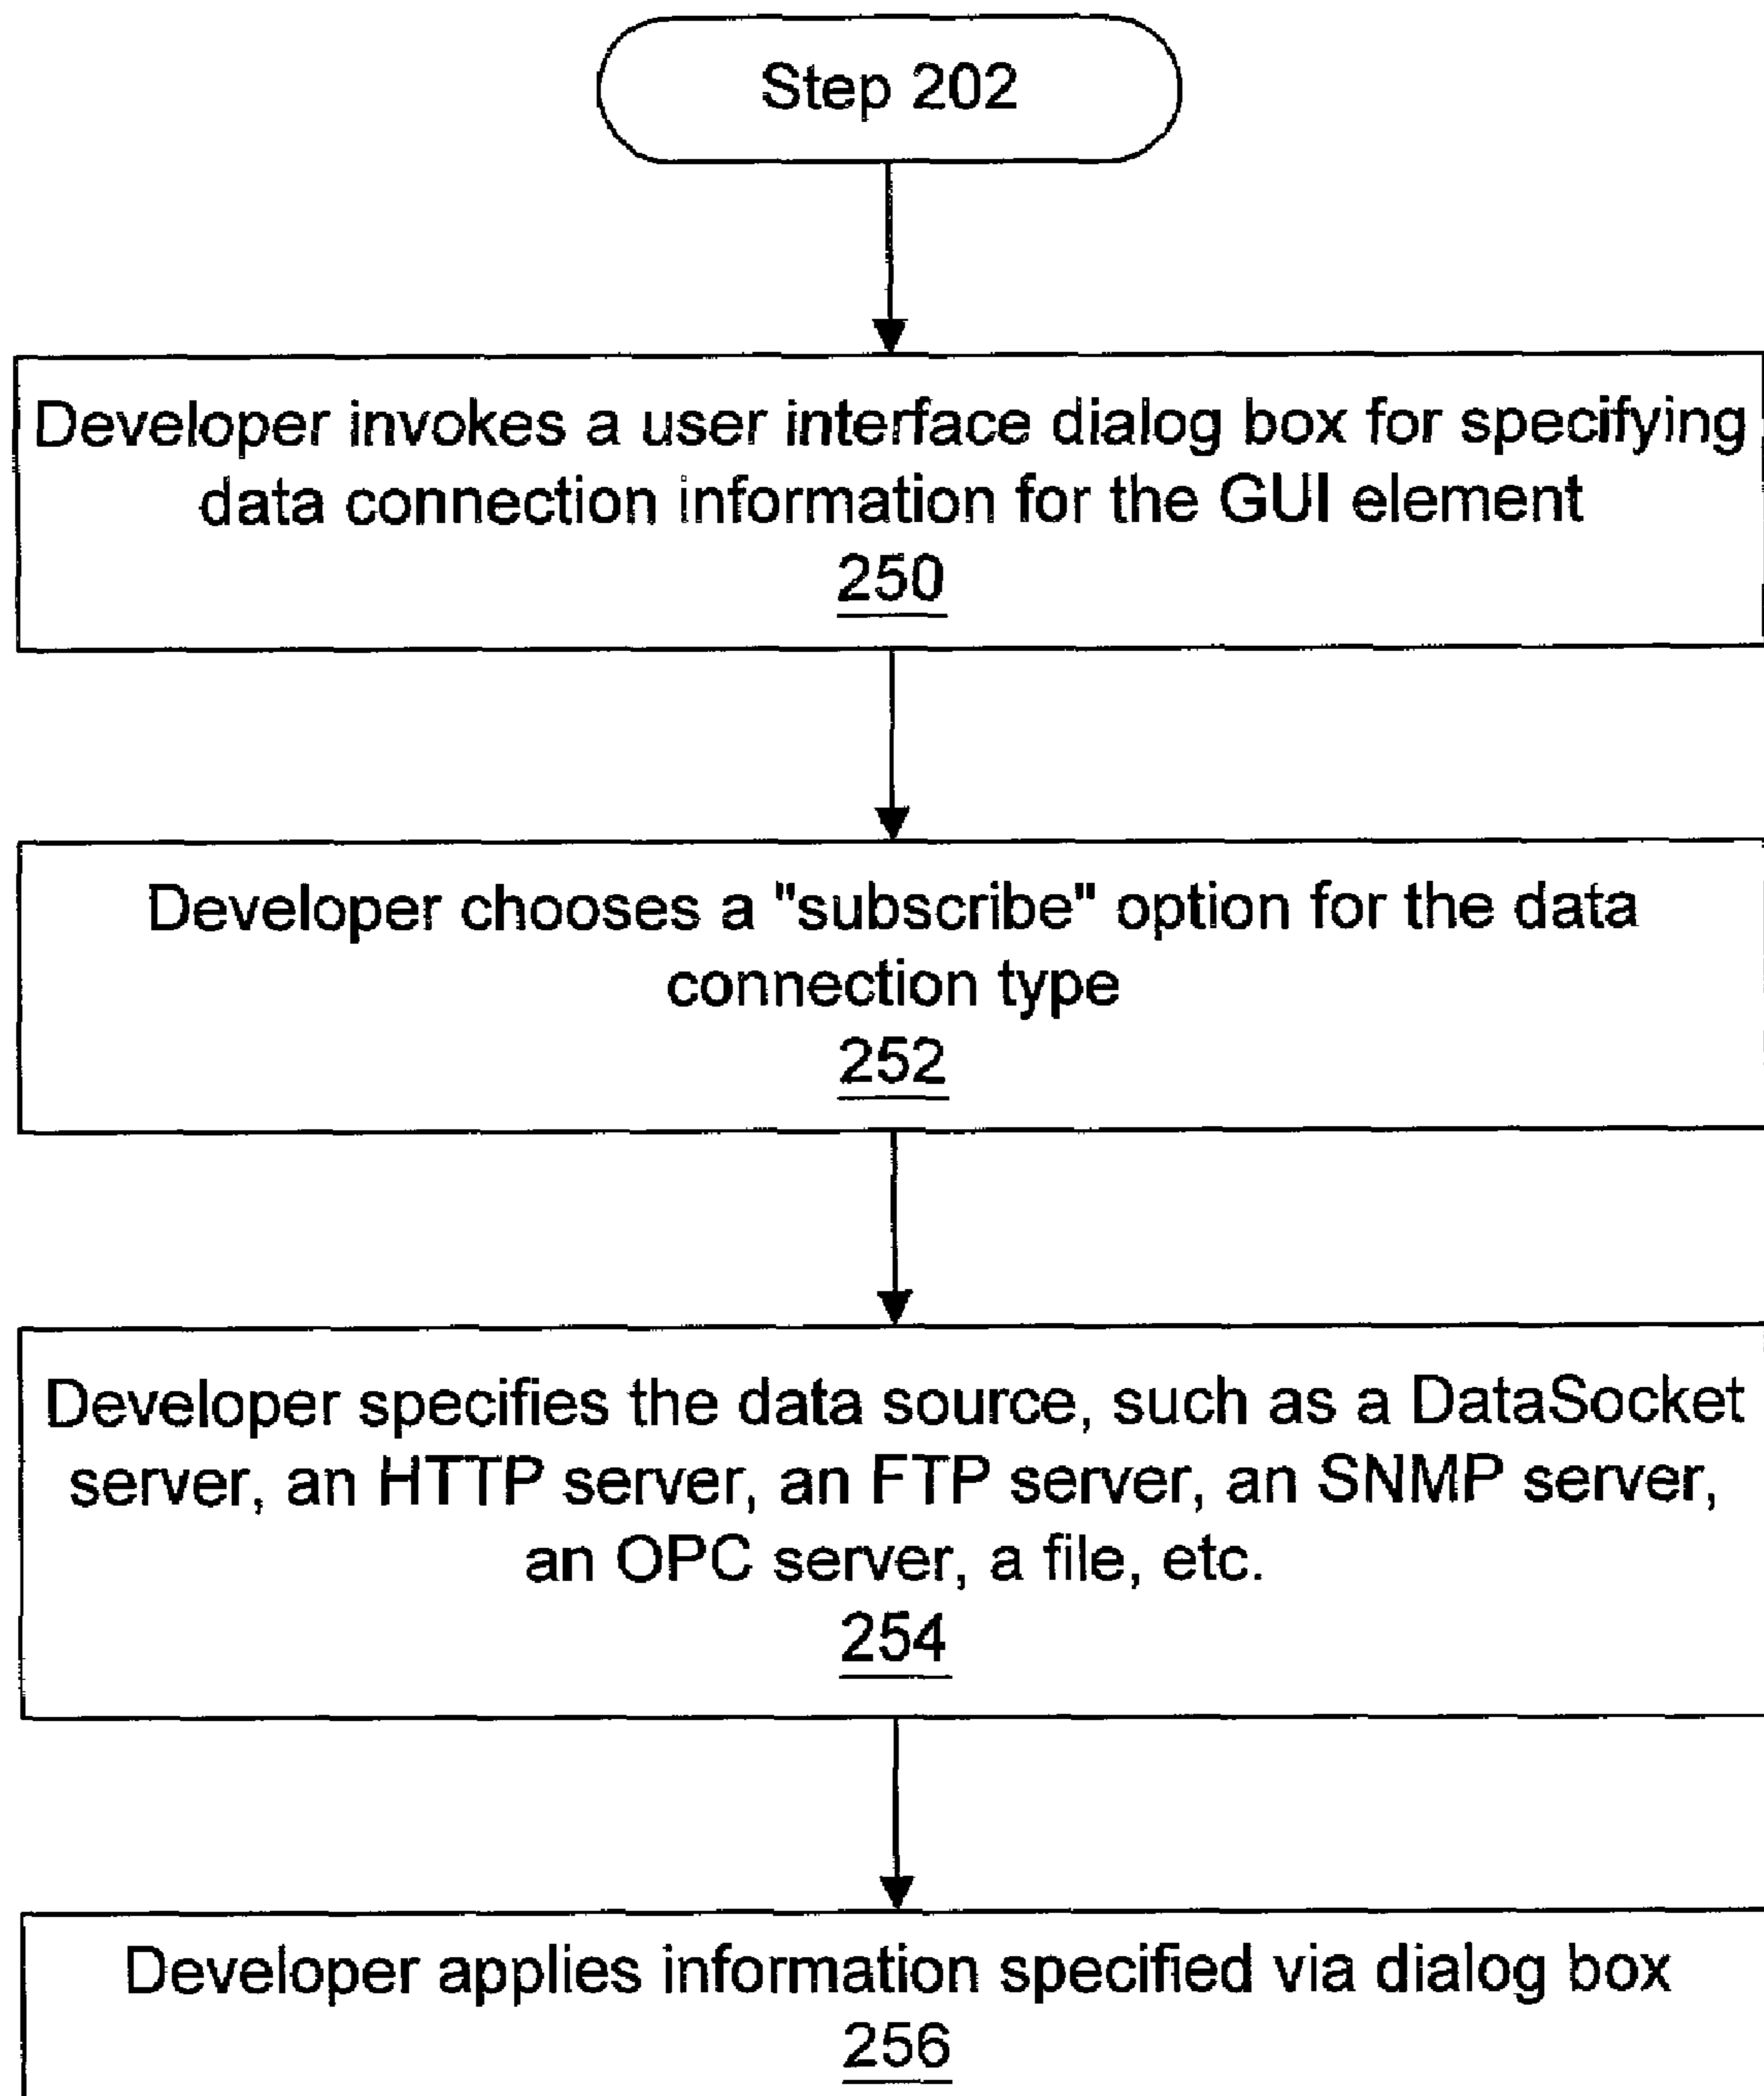 Step 202
Developer invokes a user interface dialog box for specifying
data connection information for the GUI element
250
Developer chooses a "subscribe" option for the data
connection type
252
Developer specifies the data source, such as a DataSocket
server, an HTTP server, an FTP server, an SNMP server,
an OPC server, a file, etc.
254
Developer applies information specified via dialog box
256